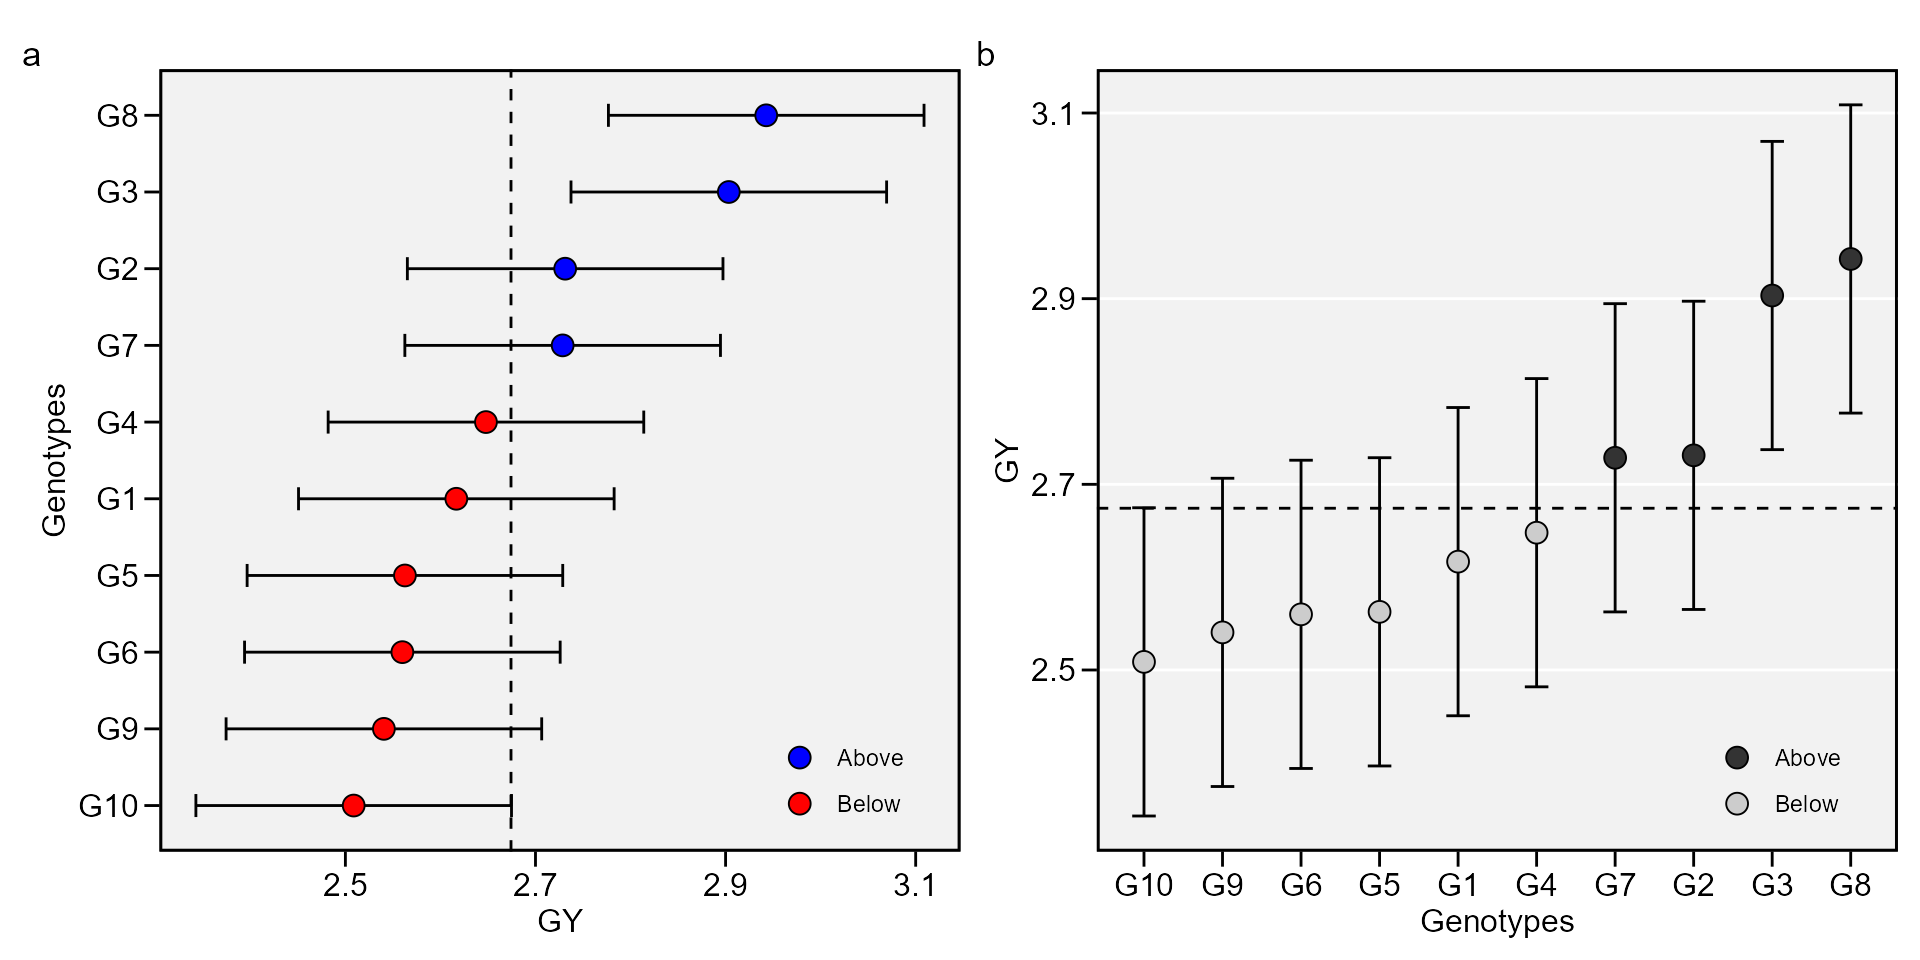 a
G8
G3
G2
G7
G4
G1
G5
G6
G9
G10
Genotypes
Above
Below
2.5 2.7 2.9 3.1
GY
b
3.1
2.9
2.7
2.5
GY
Above
Below
G10 G9 G6 G5 G1 G4 G7 G2 G3 G8
Genotypes